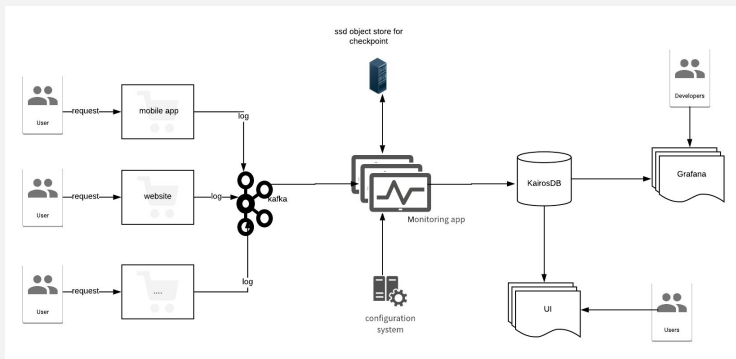 ssd object store for
checkpoint
User
request
mobile app
log
User
request
website
log
kafka
User
request
....
log
Monitoring app
configuration
system
KairosDB
Developers
Grafana
UI
Users